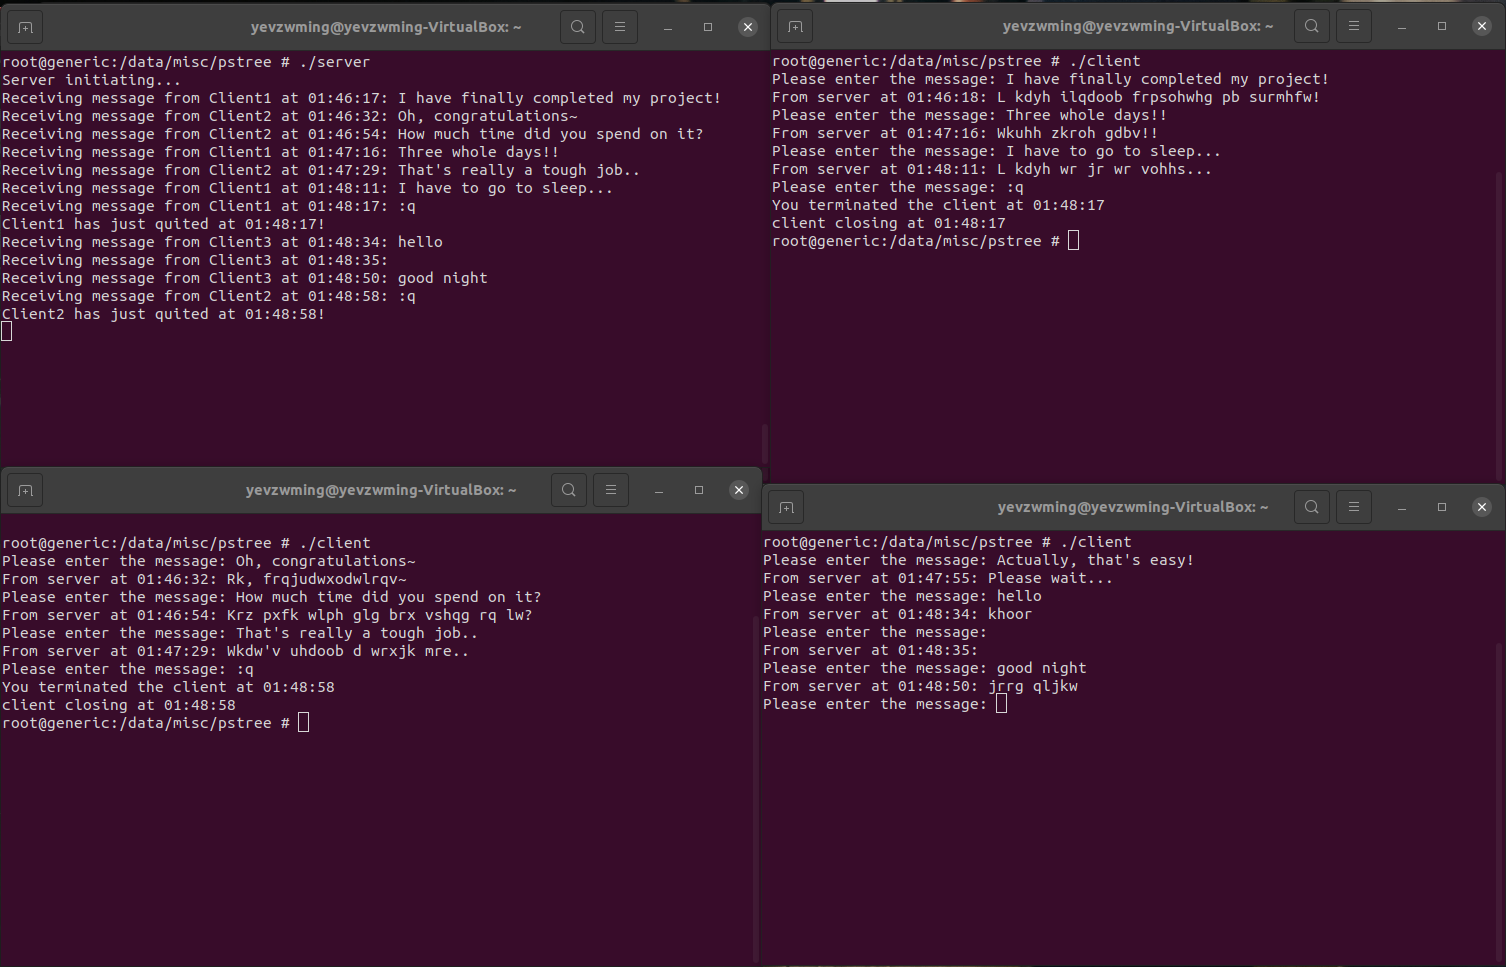 yevzwming@yevzwming-VirtualBox: ~
root@generic:/data/misc/pstree # ./server
Server initiating...
Receiving message from Client1 at 01:46:17: I have finally completed my project!
Receiving message from Client2 at 01:46:32: Oh, congratulations~
Receiving message from Client2 at 01:46:54: How much time did you spend on it?
Receiving message from Client1 at 01:47:16: Three whole days!!
Receiving message from Client2 at 01:47:29: That's really a tough job..
Receiving message from Client1 at 01:48:11: I have to go to sleep...
Receiving message from Client1 at 01:48:17: :q
Client1 has just quited at 01:48:17!
Receiving message from Client3 at 01:48:34: hello
Receiving message from Client3 at 01:48:35:
Receiving message from Client3 at 01:48:50: good night
Receiving message from Client2 at 01:48:58: :q
Client2 has just quited at 01:48:58!
yevzwming@yevzwming-VirtualBox: ~
root@generic:/data/misc/pstree # ./client
Please enter the message: I have finally completed my project!
From server at 01:46:18: L kdyh ilqdoob frpsohwhg pb surmhfw!
Please enter the message: Three whole days!!
From server at 01:47:16: Wkuhh zkroh gdbv!!
Please enter the message: I have to go to sleep...
From server at 01:48:11: L kdyh wr jr wr vohhs...
Please enter the message: :q
You terminated the client at 01:48:17
client closing at 01:48:17
root@generic:/data/misc/pstree #
yevzwming@yevzwming-VirtualBox: ~
root@generic:/data/misc/pstree # ./client
Please enter the message: Oh, congratulations~
From server at 01:46:32: Rk, frqjudwxodwlrqv~
Please enter the message: How much time did you spend on it?
From server at 01:46:54: Krz pxfk wlph glg brx vshqg rq lw?
Please enter the message: That's really a tough job..
From server at 01:47:29: Wkdw'v uhdoob d wrxjk mre..
Please enter the message: :q
You terminated the client at 01:48:58
client closing at 01:48:58
root@generic:/data/misc/pstree #
yevzwming@yevzwming-VirtualBox: ~
root@generic:/data/misc/pstree # ./client
Please enter the message: Actually, that's easy!
From server at 01:47:55: Please wait...
Please enter the message: hello
From server at 01:48:34: khoor
Please enter the message:
From server at 01:48:35:
Please enter the message: good night
From server at 01:48:50: jrrg qljkw
Please enter the message: